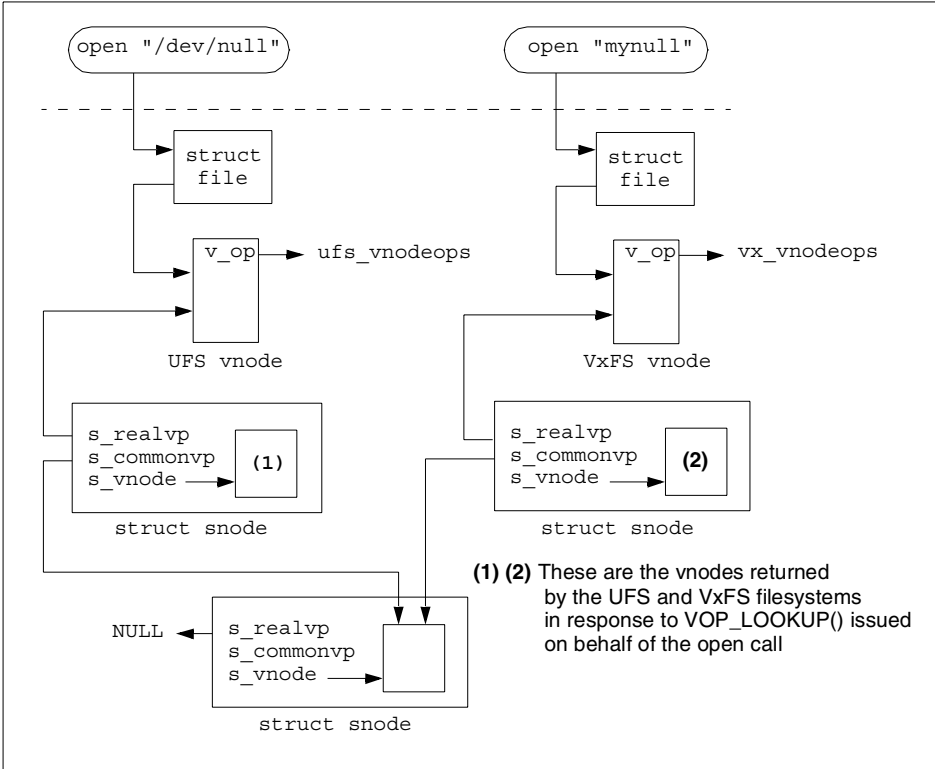 open "/dev/null"
open "mynull"
struct
file
struct
file
v_op
ufs_vnodeops
v_op
vx_vnodeops
UFS vnode
VxFS vnode
s_realvp
s_commonvp
s_vnode
(1)
struct snode
s_realvp
s_commonvp
s_vnode
(2)
struct snode
(1) (2) These are the vnodes returned
by the UFS and VxFS filesystems
in response to VOP_LOOKUP() issued
on behalf of the open call
NULL
s_realvp
s_commonvp
s_vnode
struct snode